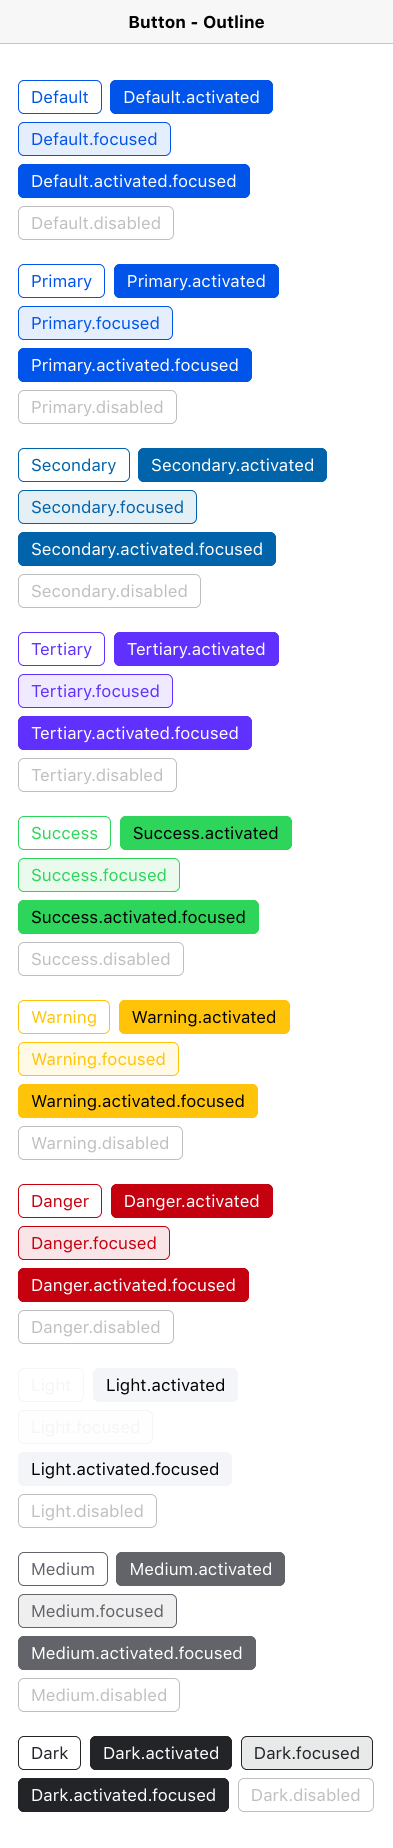 Button - Outline
Default Default.activated
Default.focused
Default.activated.focused
Default.disabled
Primary Primary.activated
Primary.focused
Primary.activated.focused
Primary.disabled
Secondary Secondary.activated
Secondary.focused
Secondary.activated.focused
Secondary.disabled
Tertiary Tertiary.activated
Tertiary.focused
Tertiary.activated.focused
Tertiary.disabled
Success Success.activated
Success.focused
Success.activated.focused
Success.disabled
Warning Warning.activated
Warning.focused
Warning.activated.focused
Warning.disabled
Danger Danger.activated
Danger.focused
Danger.activated.focused
Danger.disabled
Light Light.activated
Light.focused
Light.activated.focused
Light.disabled
Medium Medium.activated
Medium.focused
Medium.activated.focused
Medium.disabled
Dark Dark.activated Dark.focused
Dark.activated.focused Dark.disabled